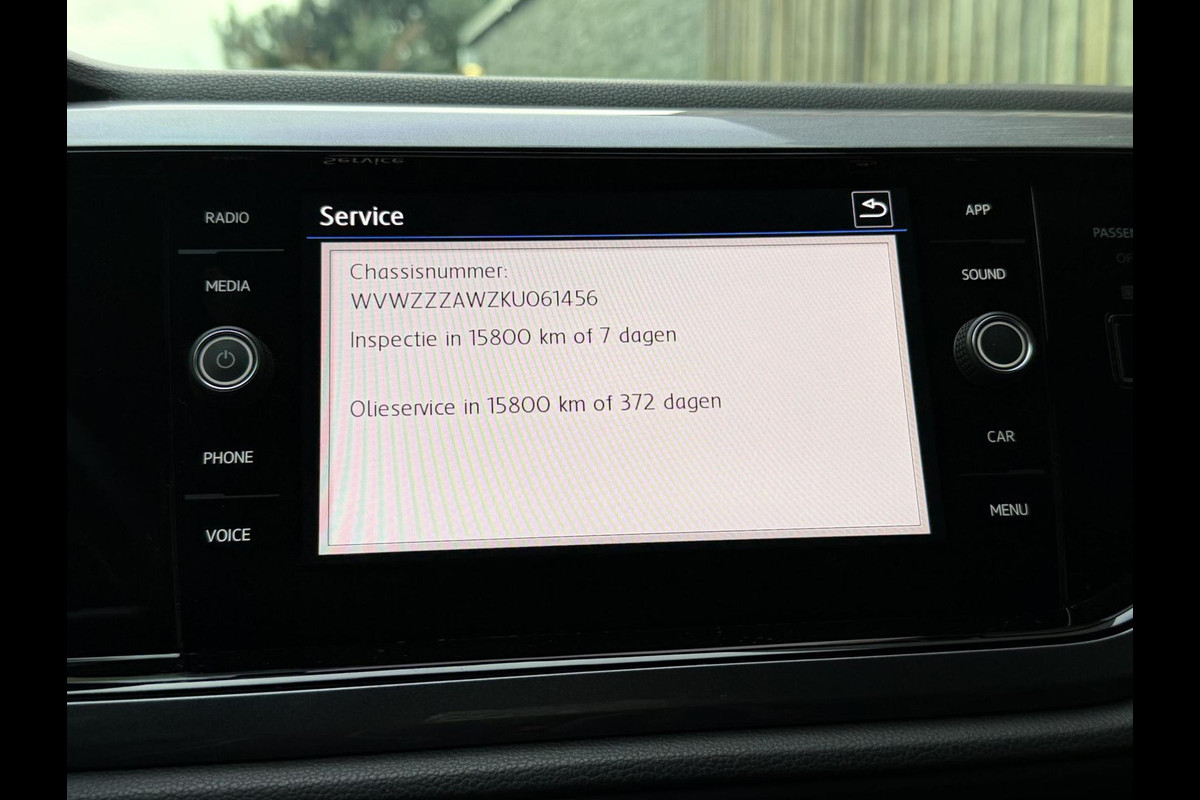 Service
RADIO
MEDIA
PHONE
VOICE
Chassisnummer:
WVWZZZAWZKU061456
Inspectie in 15800 km of 7 dagen
Olieservice in 15800 km of 372 dagen
APP
SOUND
CAR
MENU